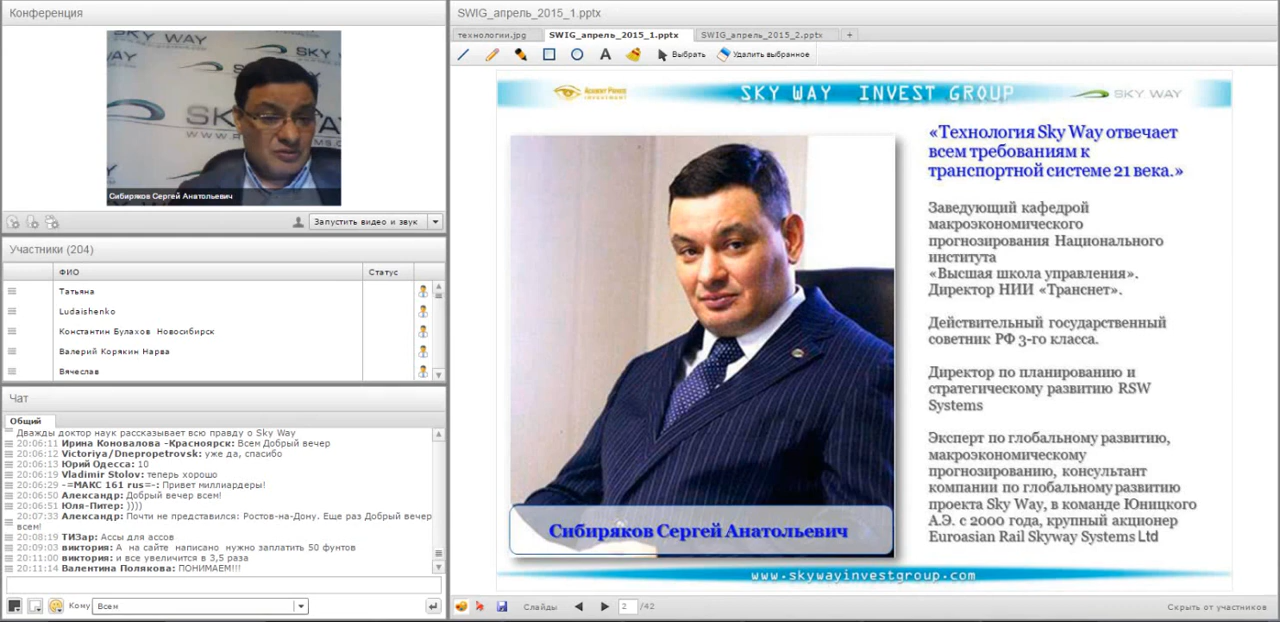 Конференция
SKY WAY
SKY
Сибиряков Сергей Анатольевич
Запустить видео и звук
Участники (204)
ФИО
Статус
Татьяна
Ludaishenko
Константин Булахов Новосибирск
Валерий Корякин Нарва
Вячеслав
Чат
Общий
Дважды доктор наук рассказывает всю правду о Sky Way
20:06:11 Ирина Коновалова -Красноярск: Всем Добрый вечер
20:06:12 Victoriya/Dnepropetrovsk: уже да, спасибо
20:06:13 Юрий Одесса: 10
20:06:19 Vladimir Stolov: теперь хорошо
20:06:29 -=МАКС 161 rus=-: Привет миллиардеры!
20:06:50 Александр: Добрый вечер всем!
20:06:51 Юля-Питер: ))))
20:07:33 Александр: Почти не представился: Ростов-на-Дону. Еще раз Добрый вечер
всем!
20:08:19 ТИЗар: Ассы для ассов
20:09:03 виктория: А на сайте написано нужно заплатить 50 фунтов
20:11:00 виктория: и все увеличится в 3,5 раза
20:11:14 Валентина Полякова: ПОНИМАЕМ!!!
Кому
Всем
SWIG_апрель_2015_1.pptx
технологии.jpg
SWIG_апрель_2015_1.pptx
SWIG_апрель_2015_2.pptx
+
A
Выбрать
Удалить выбранное
SKY WAY INVEST GROUP
SKY WAY
«Технология Sky Way отвечает
всем требованиям к
транспортной системе 21 века.»
Заведующий кафедрой
макроэкономического
прогнозирования Национального
института
«Высшая школа управления».
Директор НИИ «Транснет».
Действительный государственный
советник РФ 3-го класса.
Директор по планированию и
стратегическому развитию RSW
Systems
Эксперт по глобальному развитию,
макроэкономическому
прогнозированию, консультант
компании по глобальному развитию
проекта Sky Way, в команде Юницкого
А.Э. с 2000 года, крупный акционер
Euroasian Rail Skyway Systems Ltd
Сибиряков Сергей Анатольевич
www.skywayinvestgroup.com
Слайды
2
/42
Скрыть от участников